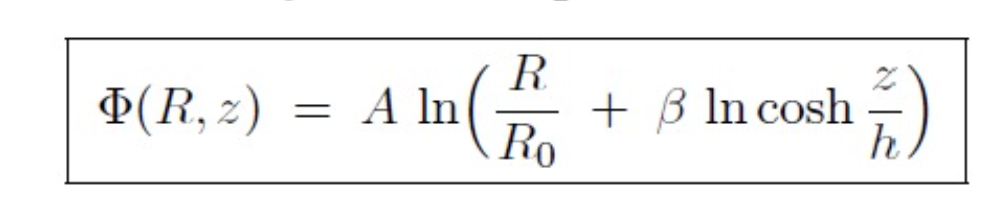 Φ(R, z) = A ln(R/R₀ + β ln cosh z/h)